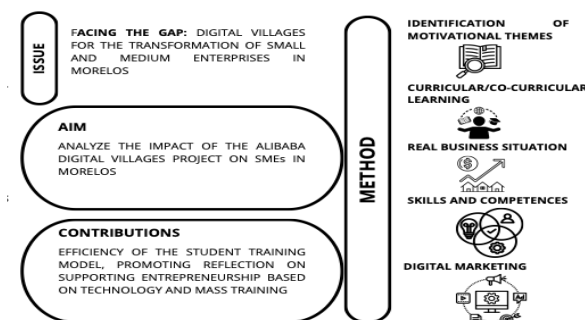 ISSUE
FACING THE GAP: DIGITAL VILLAGES
FOR THE TRANSFORMATION OF SMALL
AND MEDIUM ENTERPRISES IN
MORELOS
AIM
ANALYZE THE IMPACT OF THE ALIBABA
DIGITAL VILLAGES PROJECT ON SMEs IN
MORELOS
CONTRIBUTIONS
EFFICIENCY OF THE STUDENT TRAINING
MODEL, PROMOTING REFLECTION ON
SUPPORTING ENTREPRENEURSHIP BASED
ON TECHNOLOGY AND MASS TRAINING
METHOD
IDENTIFICATION OF
MOTIVATIONAL THEMES
CURRICULAR/CO-CURRICULAR
LEARNING
REAL BUSINESS SITUATION
SKILLS AND COMPETENCES
DIGITAL MARKETING